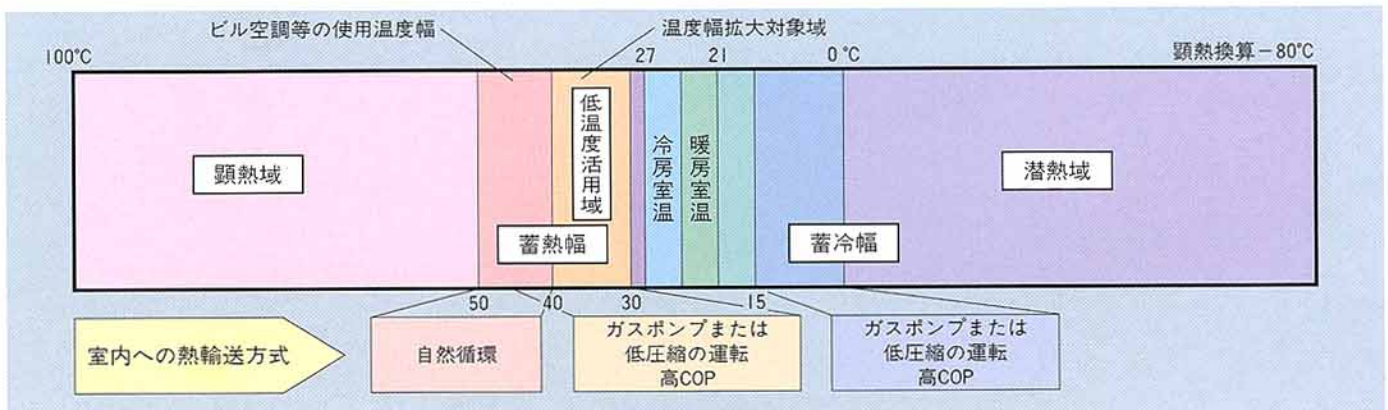 ビル空調等の使用温度幅
温度幅拡大対象域
100℃
27
21
0℃
顕熱換算－80℃
顕熱域
低温度活用域
冷房室温
暖房室温
潜熱域
蓄熱幅
蓄冷幅
50
40
30
15
室内への熱輸送方式
自然循環
ガスポンプまたは
低圧縮の運転
高COP
ガスポンプまたは
低圧縮の運転
高COP